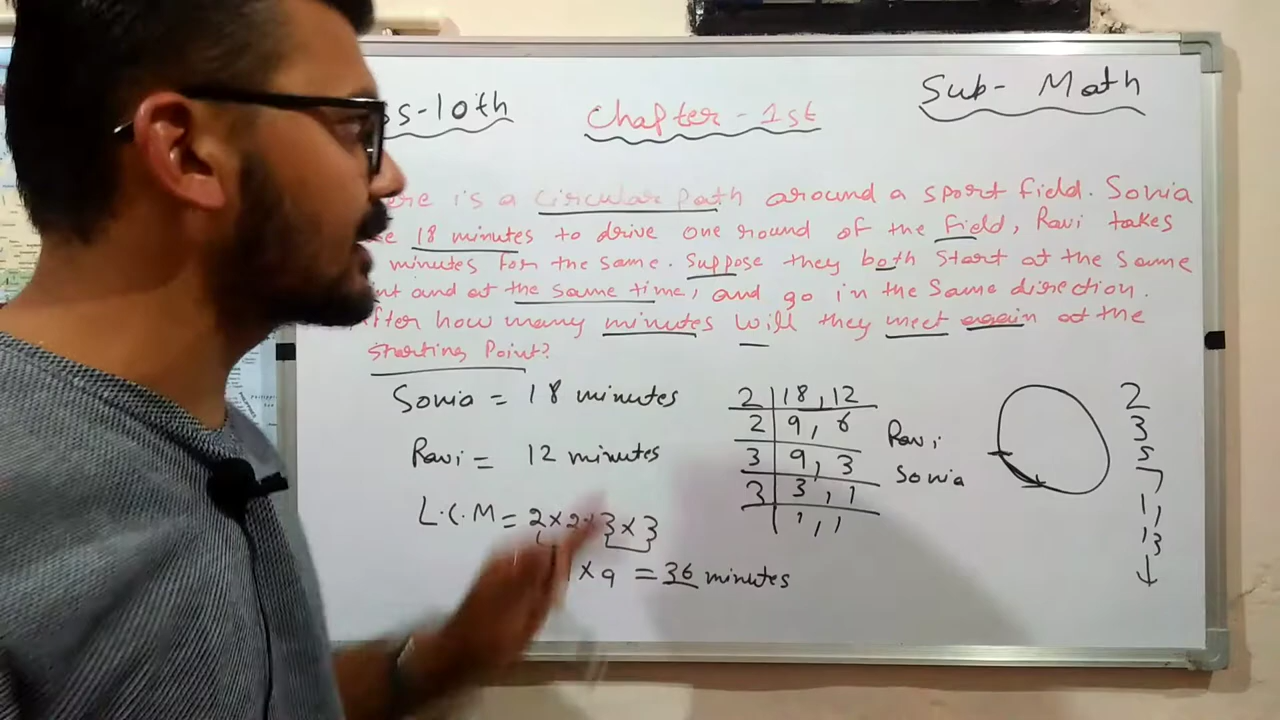 ss-10th
Chapter - 1st
Sub- Math
ere is a circular path around a sport field. Sonia
18 minutes to drive one round of the field, Ravi takes
minutes for the same. Suppose they both start at the same
and at the same time, and go in the same direction.
After how many minutes will they meet again at the
starting Point?
Sonia = 18 minutes
Ravi = 12 minutes
L.C.M = 2×2×3×3
×9 = 36 minutes
2 | 18, 12
2 | 9, 6
3 | 9, 3
3 | 3, 1
1, 1
Ravi
Sonia
2
3
5
7
11
13